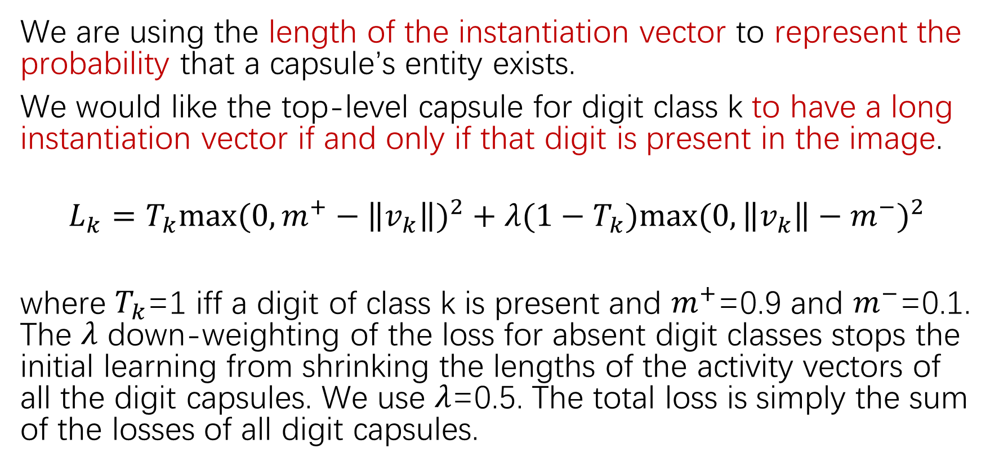 We are using the length of the instantiation vector to represent the
probability that a capsule’s entity exists.
We would like the top-level capsule for digit class k to have a long
instantiation vector if and only if that digit is present in the image.
L_k = T_k max(0, m^+ − ‖v_k‖)^2 + λ(1 − T_k)max(0, ‖v_k‖ − m^−)^2
where T_k=1 iff a digit of class k is present and m^+=0.9 and m^−=0.1.
The λ down-weighting of the loss for absent digit classes stops the
initial learning from shrinking the lengths of the activity vectors of
all the digit capsules. We use λ=0.5. The total loss is simply the sum
of the losses of all digit capsules.